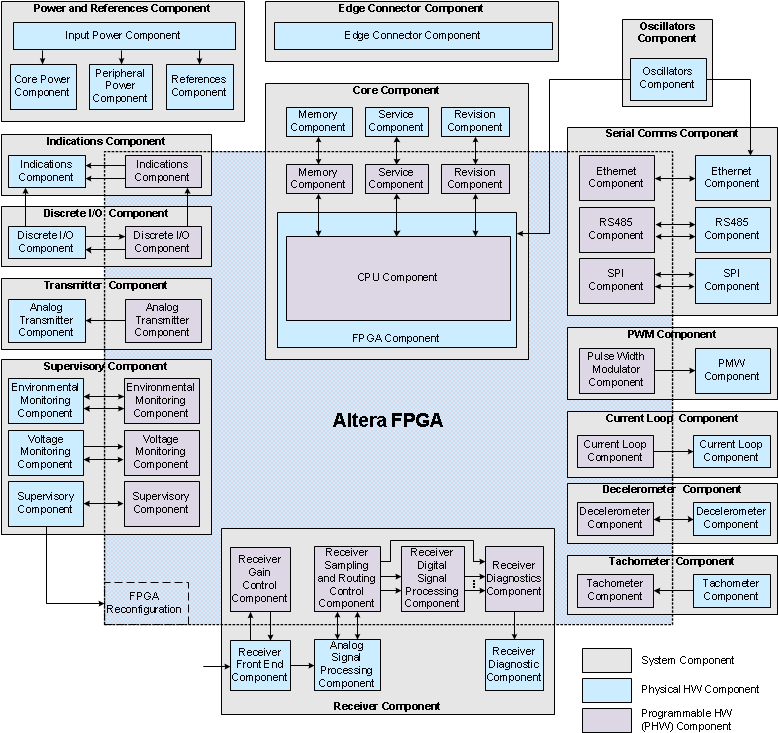 Power and References Component
Input Power Component
Core Power
Component
Peripheral
Power
Component
References
Component
Edge Connector Component
Edge Connector Component
Oscillators
Component
Oscillators
Component
Core Component
Memory
Component
Service
Component
Revision
Component
Memory
Component
Service
Component
Revision
Component
CPU Component
FPGA Component
Indications Component
Indications
Component
Indications
Component
Discrete I/O Component
Discrete I/O
Component
Discrete I/O
Component
Transmitter Component
Analog
Transmitter
Component
Analog
Transmitter
Component
Supervisory Component
Environmental
Monitoring
Component
Environmental
Monitoring
Component
Voltage
Monitoring
Component
Voltage
Monitoring
Component
Supervisory
Component
Supervisory
Component
FPGA
Reconfiguration
Altera FPGA
Serial Comms Component
Ethernet
Component
Ethernet
Component
RS485
Component
RS485
Component
SPI
Component
SPI
Component
PWM Component
Pulse Width
Modulator
Component
PMW
Component
Current Loop Component
Current Loop
Component
Current Loop
Component
Decelerometer Component
Decelerometer
Component
Decelerometer
Component
Tachometer Component
Tachometer
Component
Tachometer
Component
Receiver
Gain
Control
Component
Receiver
Sampling
and Routing
Control
Component
Receiver
Digital
Signal
Processing
Component
Receiver
Diagnostics
Component
Receiver
Front End
Component
Analog
Signal
Processing
Component
Receiver
Diagnostic
Component
Receiver Component
System Component
Physical HW Component
Programmable HW
(PHW) Component